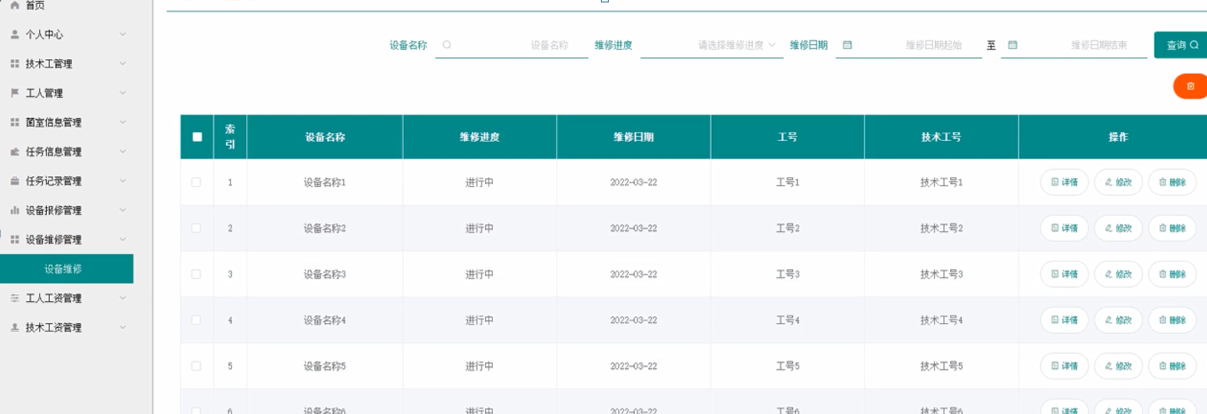 首页
个人中心
技术工管理
工人管理
菌室信息管理
任务信息管理
任务记录管理
设备报修管理
设备维修管理
设备维修
工人工资管理
技术工资管理
设备名称 设备名称 维修进度 请选择维修进度 维修日期 维修日期起始 至 维修日期结束 查询
索引 设备名称 维修进度 维修日期 工号 技术工号 操作
1 设备名称1 进行中 2022-03-22 工号1 技术工号1 详情 修改 删除
2 设备名称2 进行中 2022-03-22 工号2 技术工号2 详情 修改 删除
3 设备名称3 进行中 2022-03-22 工号3 技术工号3 详情 修改 删除
4 设备名称4 进行中 2022-03-22 工号4 技术工号4 详情 修改 删除
5 设备名称5 进行中 2022-03-22 工号5 技术工号5 详情 修改 删除
6 设备名称6 进行中 2022-03-22 工号6 技术工号6 详情 修改 删除